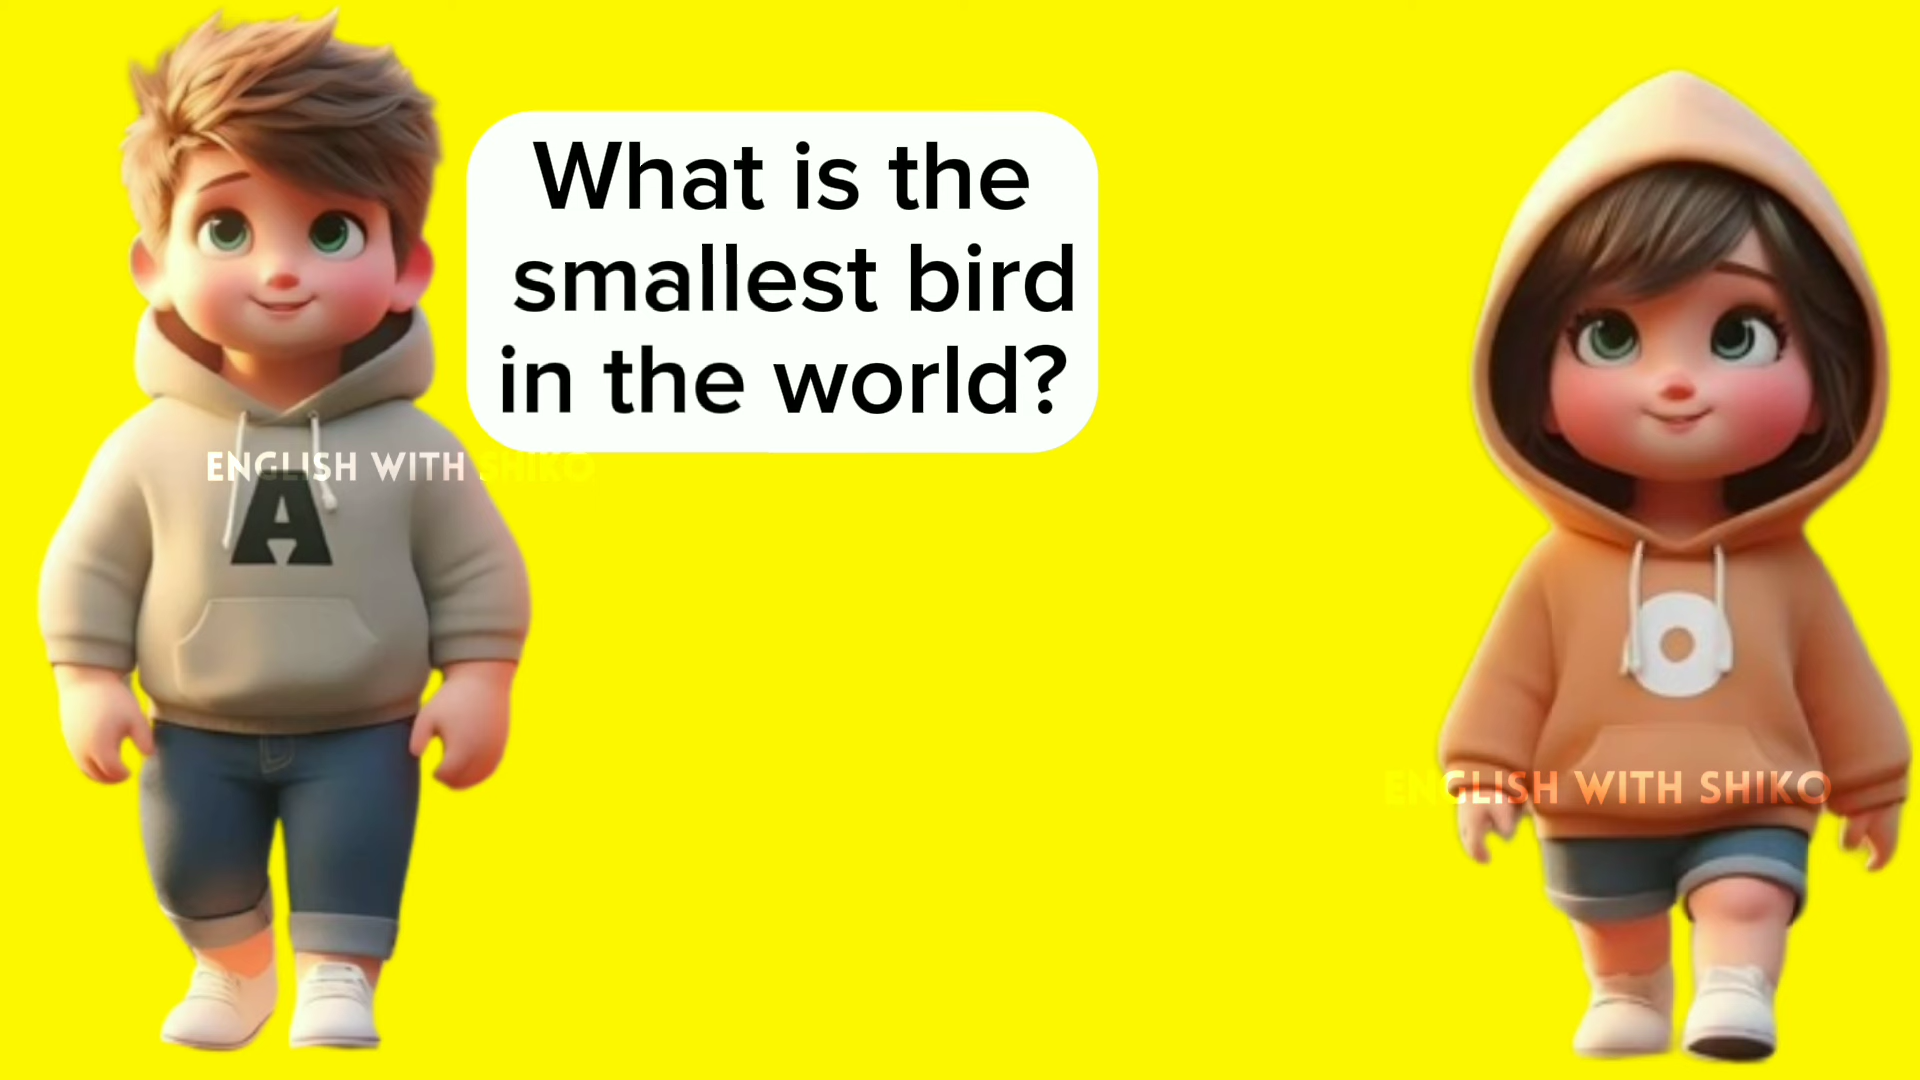 What is the
smallest bird
in the world?
ENGLISH WITH SHIKO
A
ENGLISH WITH SHIKO